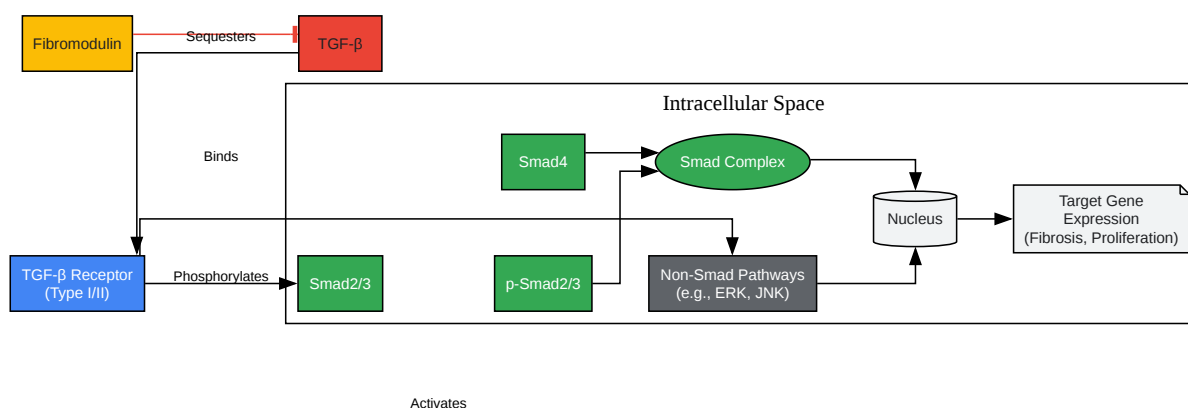 Fibromodulin
Sequesters
TGF-β
Intracellular Space
Binds
Smad4
Smad Complex
Nucleus
Target Gene
Expression
(Fibrosis, Proliferation)
TGF-β Receptor
(Type I/II)
Phosphorylates
Smad2/3
p-Smad2/3
Non-Smad Pathways
(e.g., ERK, JNK)
Activates